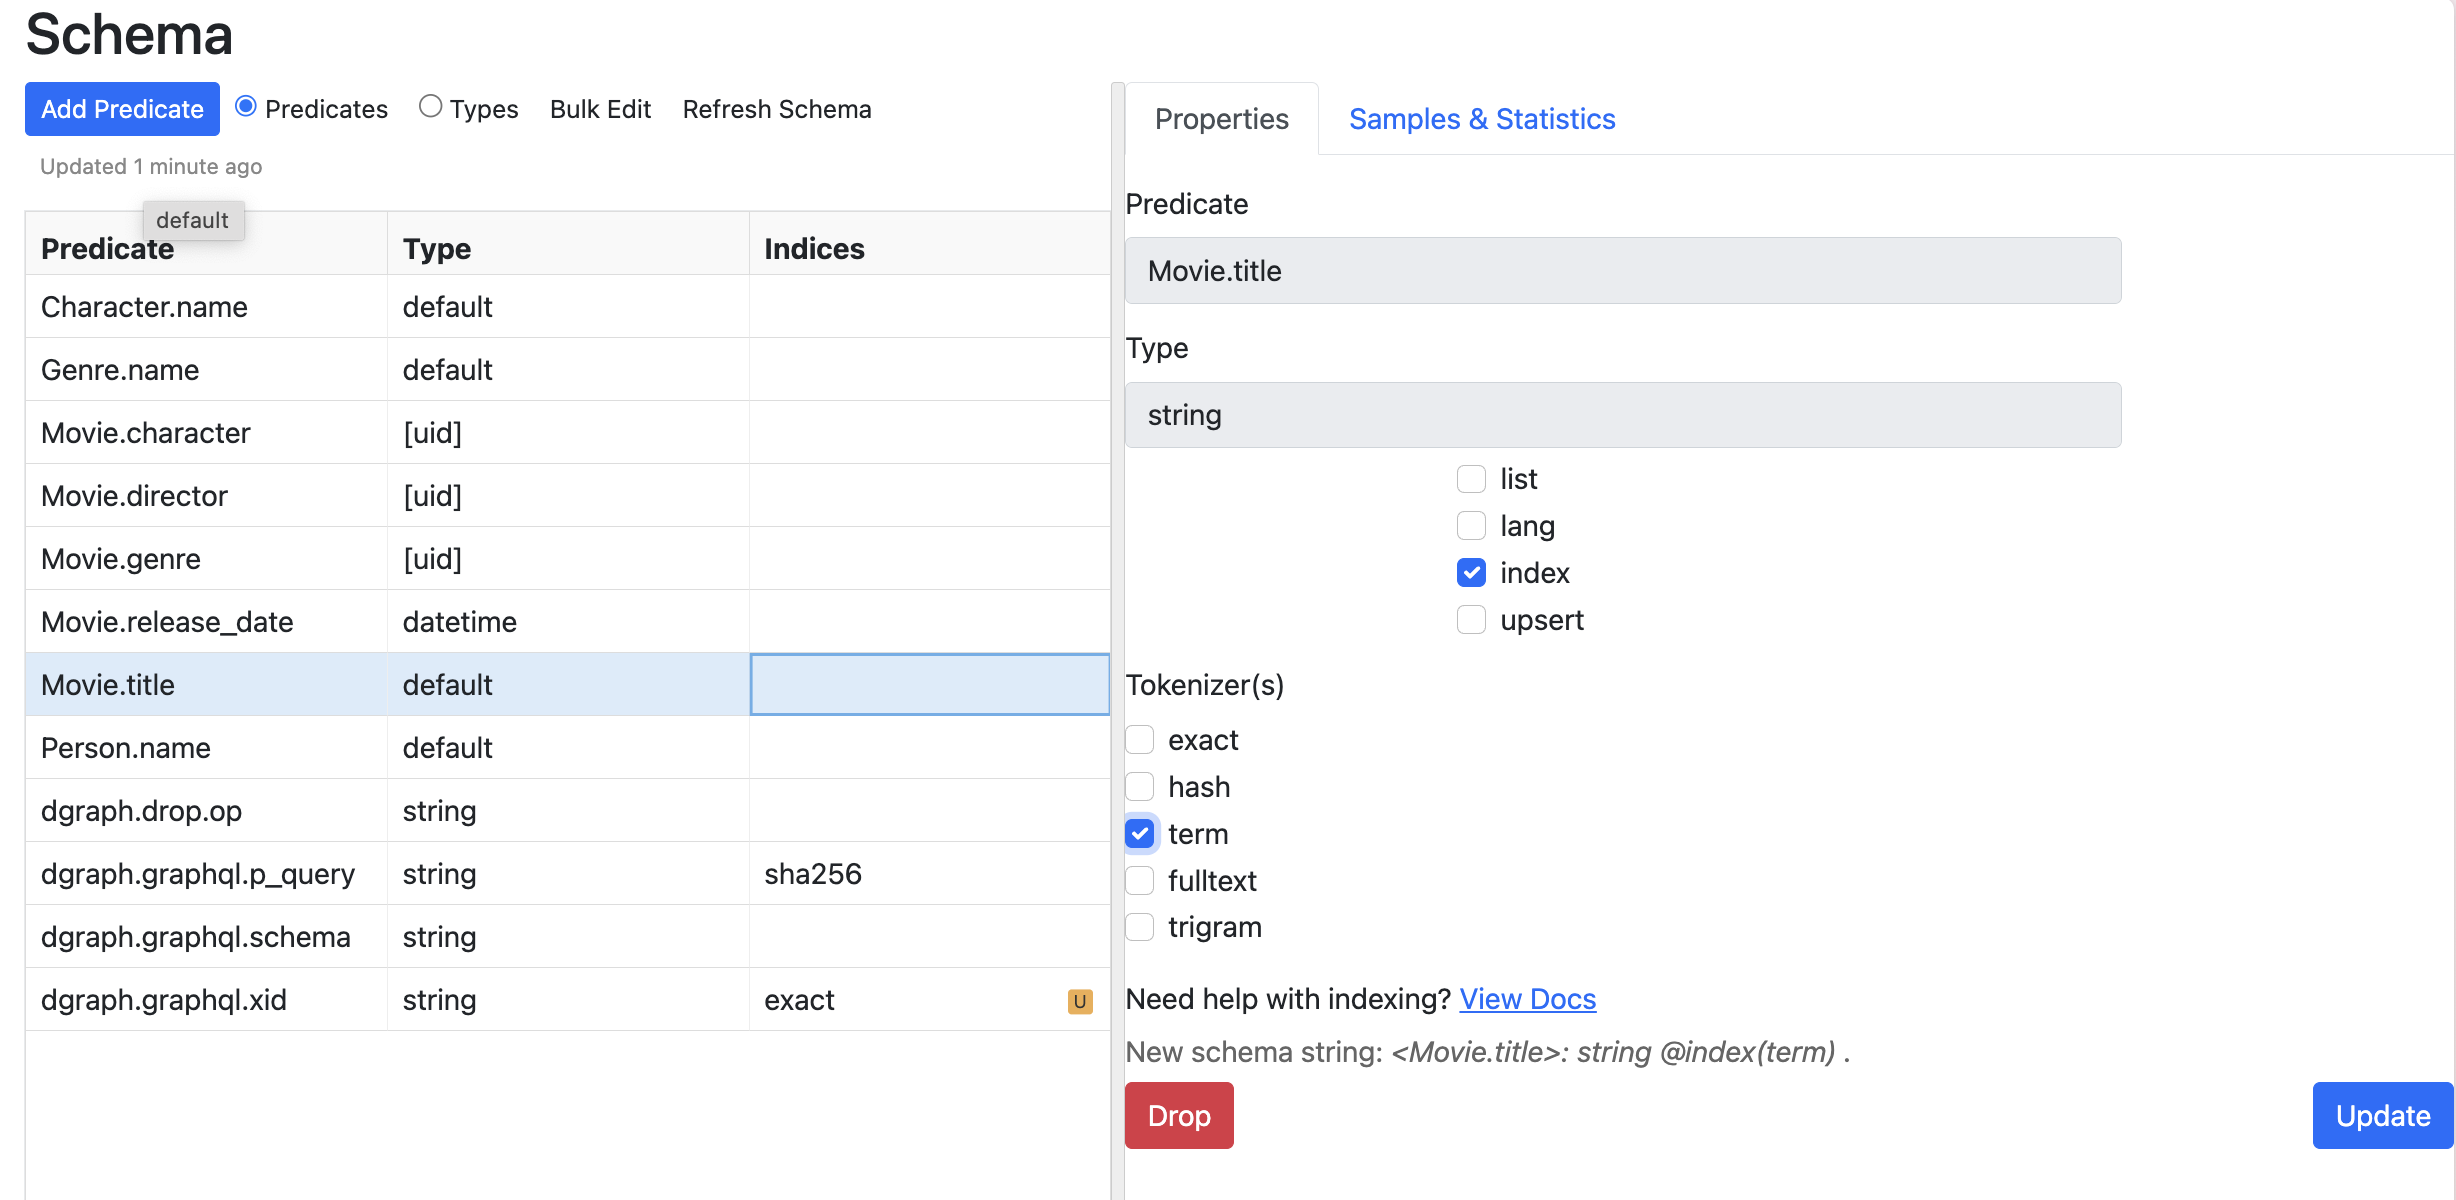 Schema
Add Predicate Predicates Types Bulk Edit Refresh Schema
Updated 1 minute ago
default
Predicate Type Indices
Character.name default
Genre.name default
Movie.character [uid]
Movie.director [uid]
Movie.genre [uid]
Movie.release_date datetime
Movie.title default
Person.name default
dgraph.drop.op string
dgraph.graphql.p_query string sha256
dgraph.graphql.schema string
dgraph.graphql.xid string exact U
Properties Samples & Statistics
Predicate
Movie.title
Type
string
list
lang
index
upsert
Tokenizer(s)
exact
hash
term
fulltext
trigram
Need help with indexing? View Docs
New schema string: <Movie.title>: string @index(term) .
Drop Update